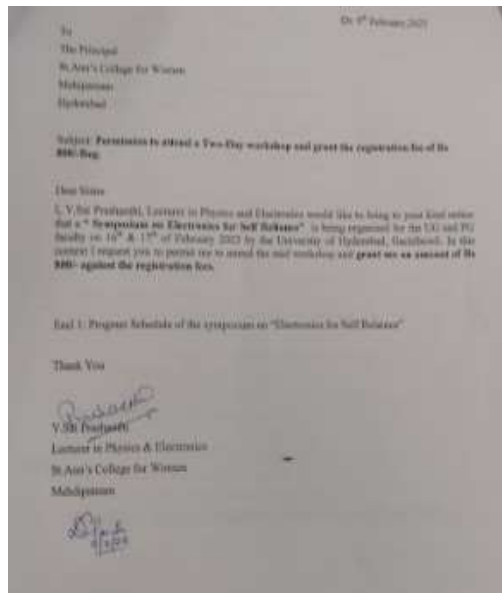 Dt: 9th February 2023
To
The Principal
St.Ann's College for Women
Mehdipatnam
Hyderabad
Subject: Permission to attend a Two-Day workshop and grant the registration fee of Rs
800/-Reg.
Dear Sister
I, V.Siti Prashanthi, Lecturer in Physics and Electronics would like to bring to your kind notice
that a " Symposium on Electronics for Self Reliance" is being organised for the UG and PG
faculty on 16th & 17th of February 2023 by the University of Hyderabad, Gachibowli. In this
context I request you to permit me to attend the said workshop and grant me an amount of Rs
800/- against the registration fees.
Encl 1: Program Schedule of the symposium on "Electronics for Self Reliance"
Thank You
Lecturer in Physics & Electronics
St.Ann's College for Women
Mehdipatnam